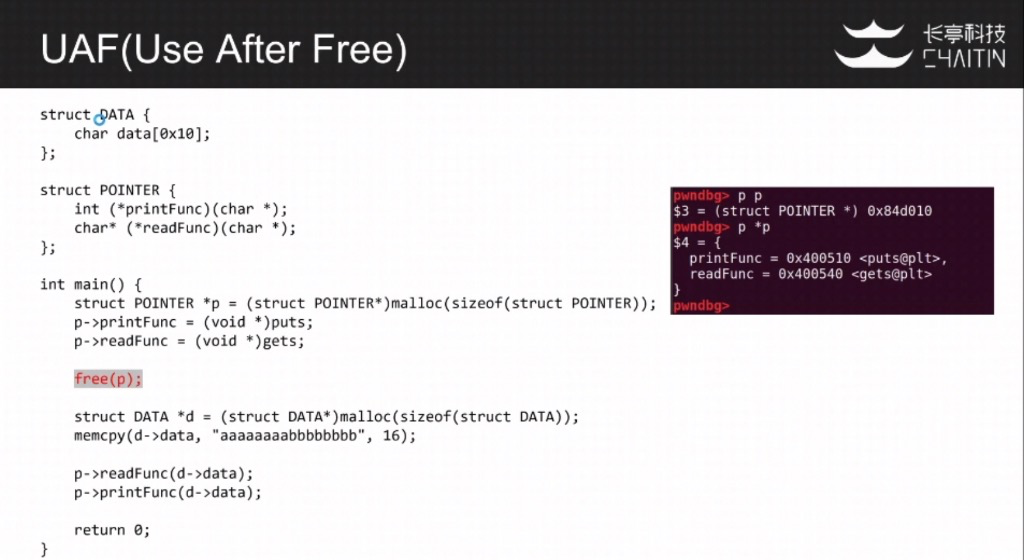 UAF(Use After Free)
长亭科技
CHAITIN
struct DATA {
    char data[0x10];
};
struct POINTER {
    int (*printFunc)(char *);
    char* (*readFunc)(char *);
};
int main() {
    struct POINTER *p = (struct POINTER*)malloc(sizeof(struct POINTER));
    p->printFunc = (void *)puts;
    p->readFunc = (void *)gets;
    free(p);
    struct DATA *d = (struct DATA*)malloc(sizeof(struct DATA));
    memcpy(d->data, "aaaaaaaabbbbbbbb", 16);
    p->readFunc(d->data);
    p->printFunc(d->data);
    return 0;
}
pwndbg> p p
$3 = (struct POINTER *) 0x84d010
pwndbg> p *p
$4 = {
  printFunc = 0x400510 <puts@plt>,
  readFunc = 0x400540 <gets@plt>
}
pwndbg>